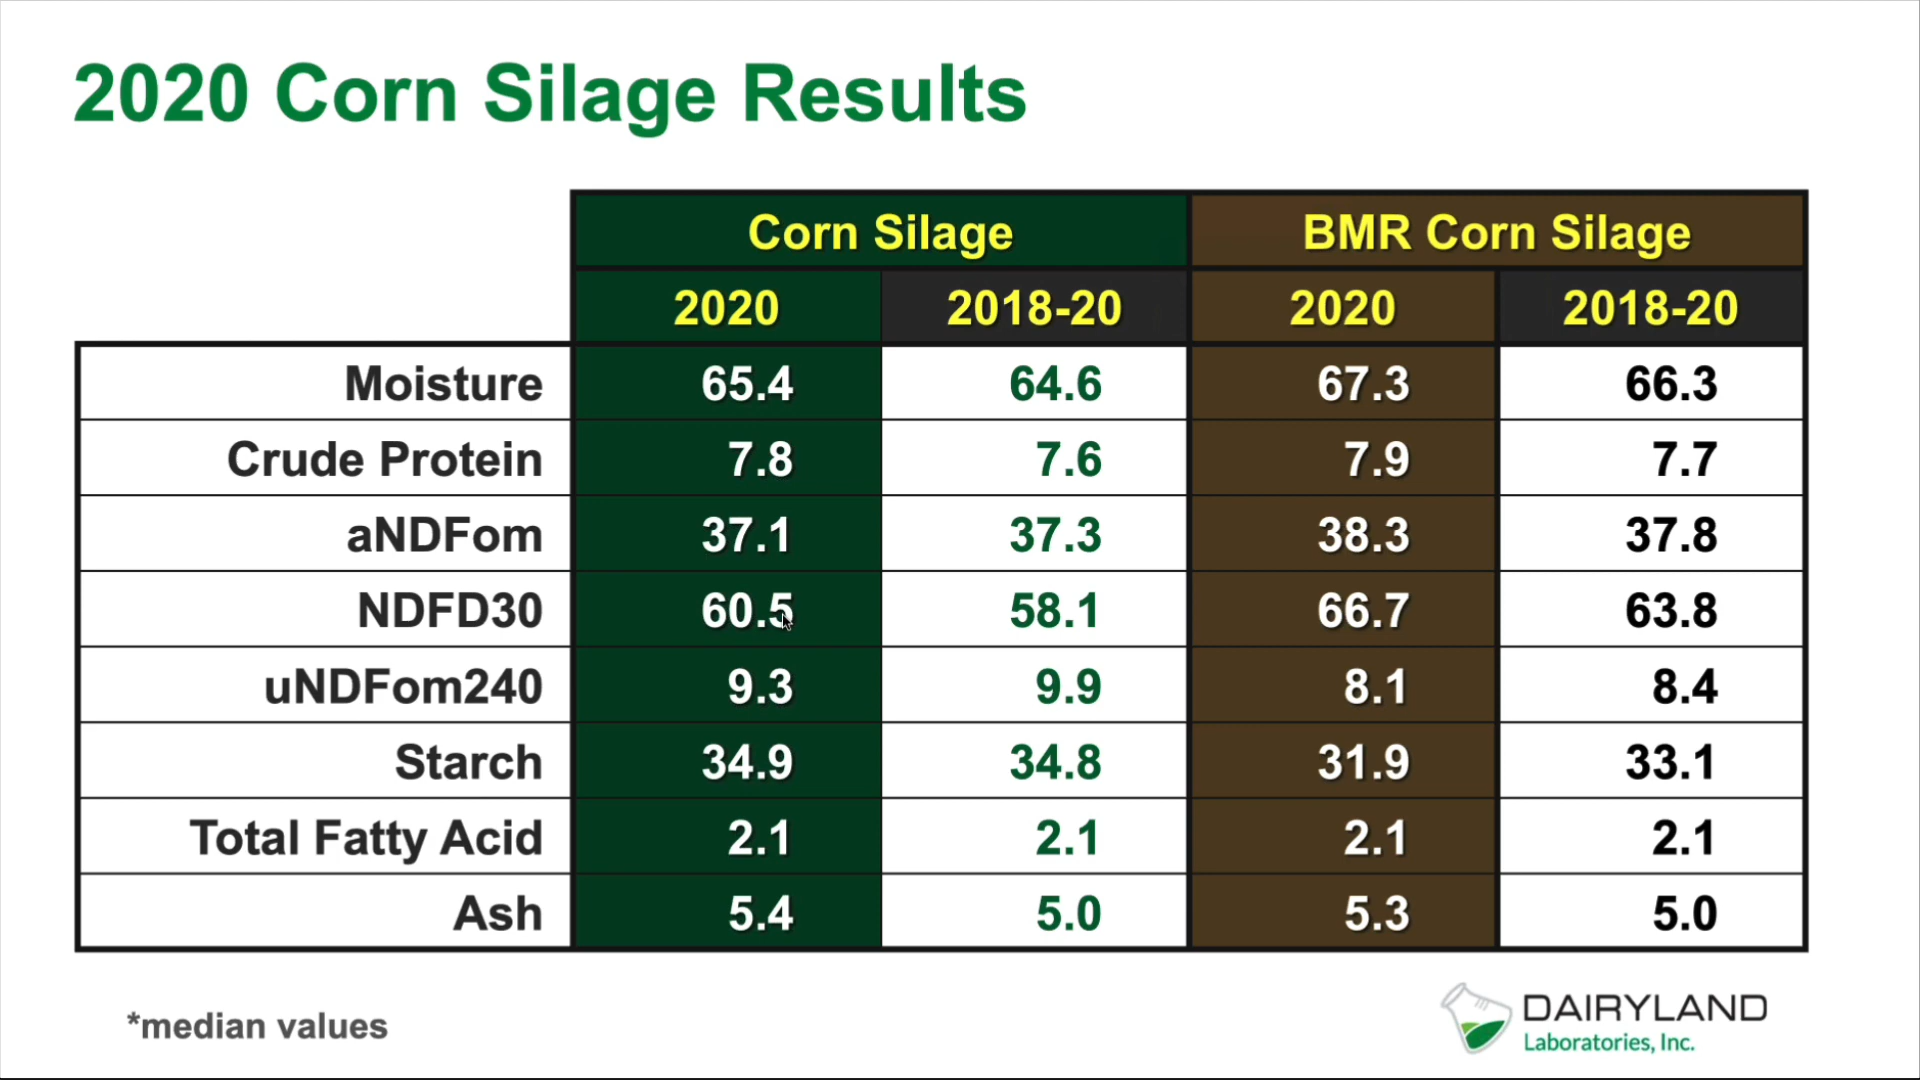 2020 Corn Silage Results
Corn Silage BMR Corn Silage
2020 2018-20 2020 2018-20
Moisture 65.4 64.6 67.3 66.3
Crude Protein 7.8 7.6 7.9 7.7
aNDFom 37.1 37.3 38.3 37.8
NDFD30 60.5 58.1 66.7 63.8
uNDFom240 9.3 9.9 8.1 8.4
Starch 34.9 34.8 31.9 33.1
Total Fatty Acid 2.1 2.1 2.1 2.1
Ash 5.4 5.0 5.3 5.0
*median values
DAIRYLAND
Laboratories, Inc.